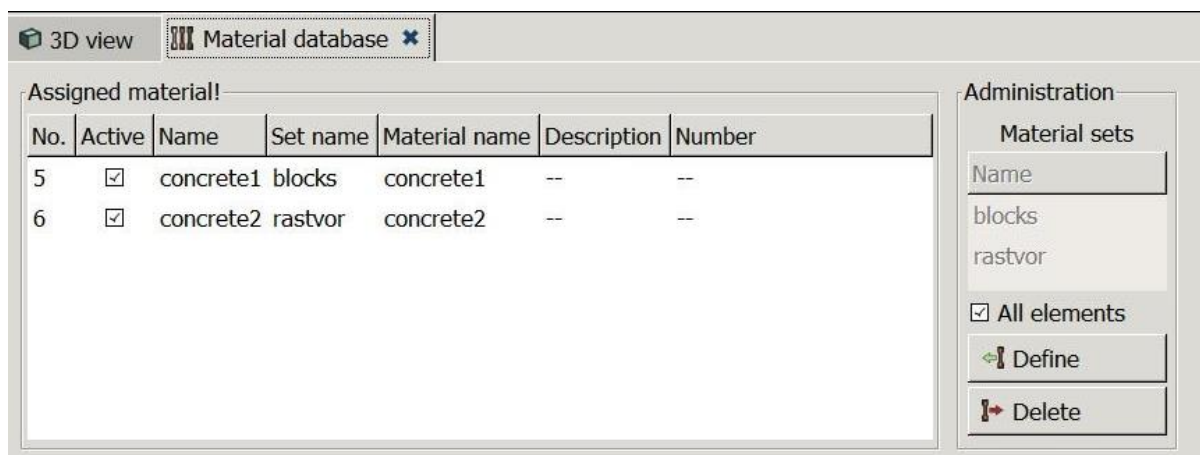 3D view Material database
Assigned material!
No. Active Name Set name Material name Description Number
5 concrete1 blocks concrete1 -- --
6 concrete2 rastvor concrete2 -- --
Administration
Material sets
Name
blocks
rastvor
All elements
Define
Delete